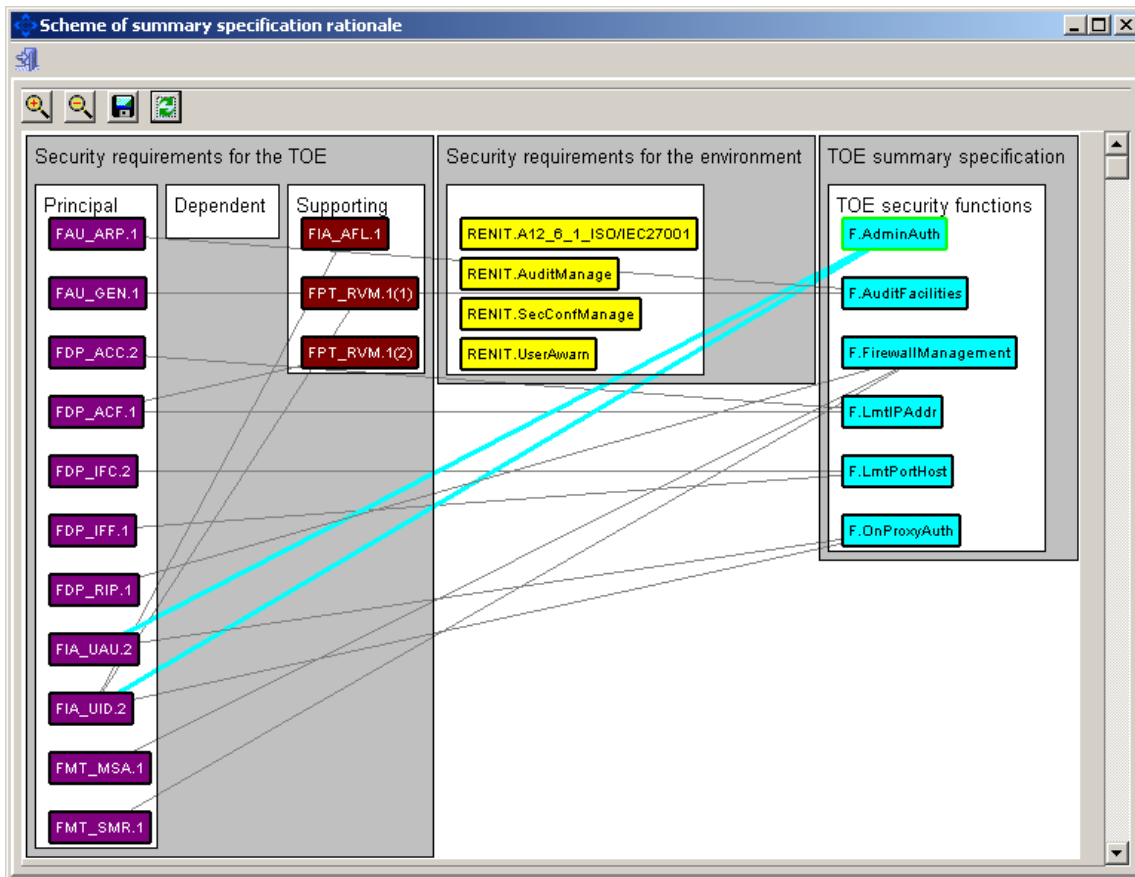 Scheme of summary specification rationale
Security requirements for the TOE
Principal
FAU_ARP.1
FAU_GEN.1
FDP_ACC.2
FDP_ACF.1
FDP_IFC.2
FDP_IFF.1
FDP_RIP.1
FIA_UAU.2
FIA_UID.2
FMT_MSA.1
FMT_SMR.1
Dependent
Supporting
FIA_AFL.1
FPT_RVM.1(1)
FPT_RVM.1(2)
Security requirements for the environment
RENIT.A12_6_1_ISO/IEC27001
RENIT.AuditManage
RENIT.SecConfManage
RENIT.UserAwarn
TOE summary specification
TOE security functions
F.AdminAuth
F.AuditFacilities
F.FirewallManagement
F.LmtIPAddr
F.LmtPortHost
F.OnProxyAuth